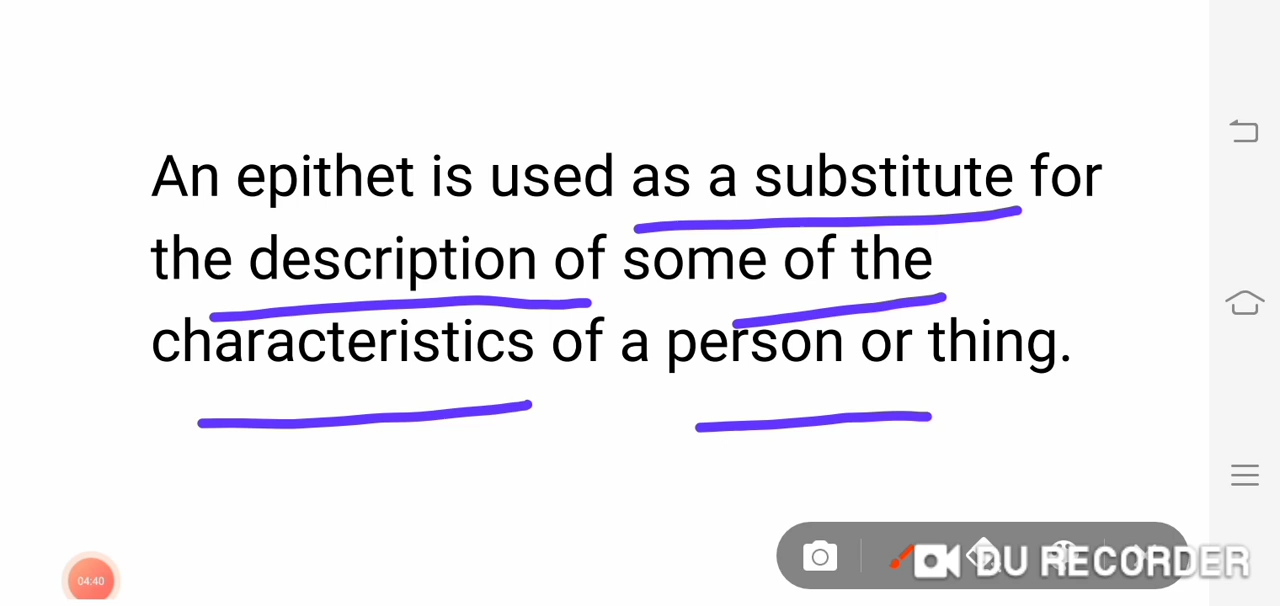 An epithet is used as a substitute for
the description of some of the
characteristics of a person or thing.
04:40
DU RECORDER